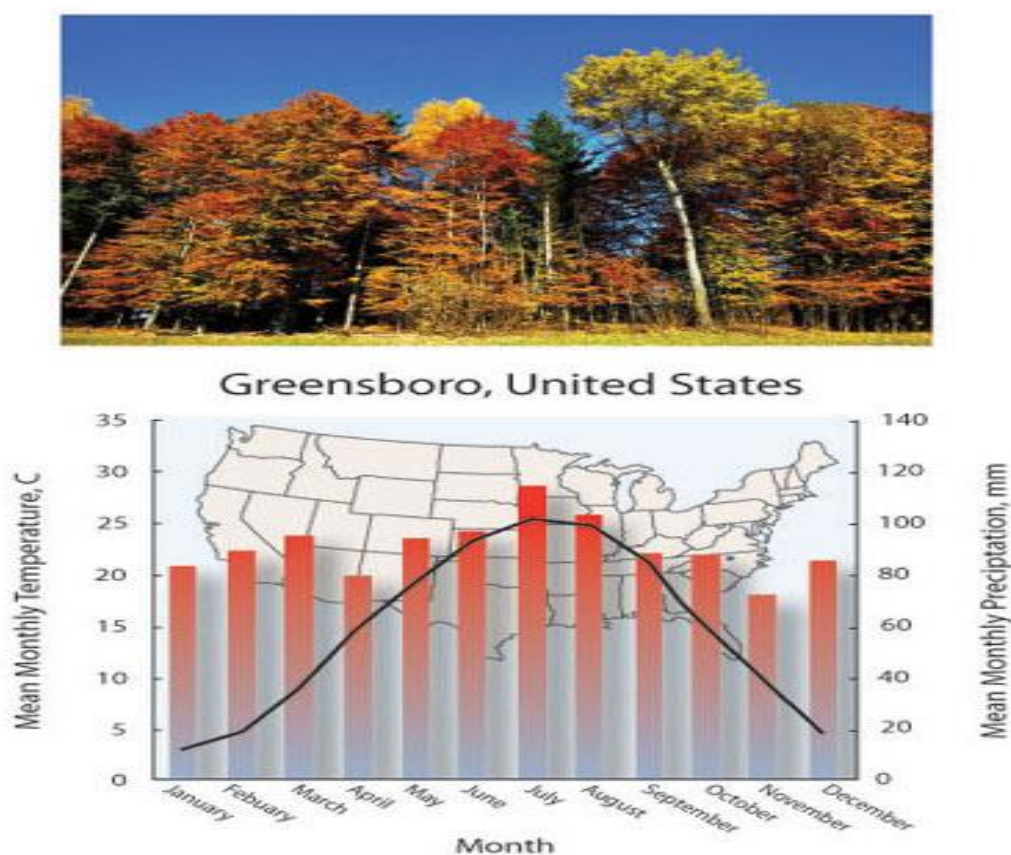 Greensboro, United States
Mean Monthly Temperature, C
35
30
25
20
15
10
5
0
140
120
100
80
60
40
20
0
Mean Monthly Precipitation, mm
January
Febuary
March
April
May
June
July
August
September
October
November
December
Month